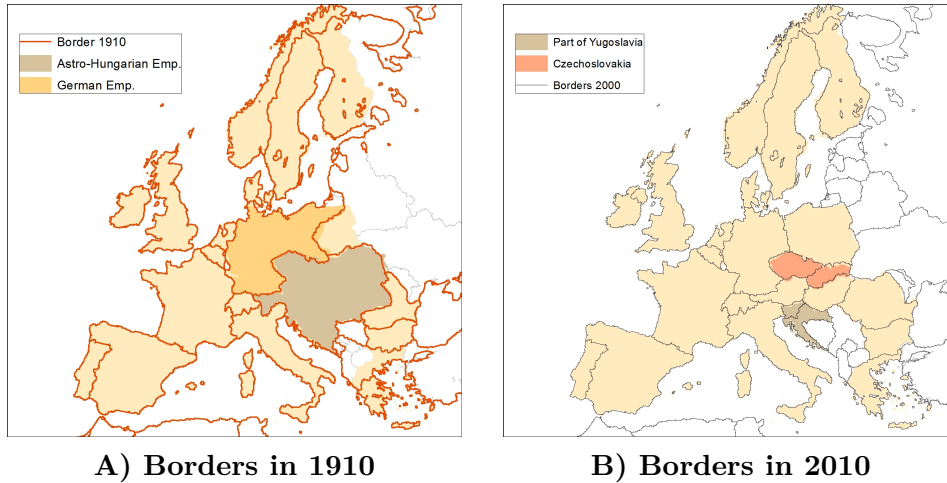 Border 1910
Astro-Hungarian Emp.
German Emp.
Part of Yugoslavia
Czechoslovakia
Borders 2000
A) Borders in 1910
B) Borders in 2010